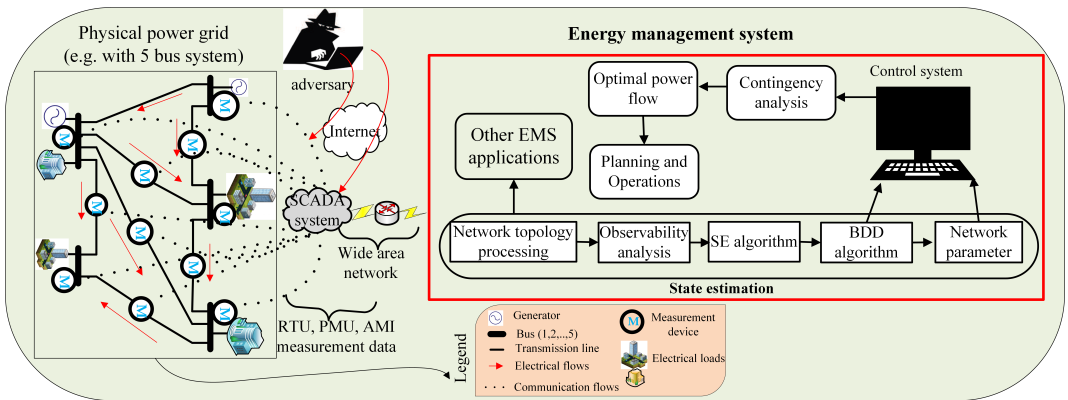 Physical power grid
(e.g. with 5 bus system)
adversary
Internet
SCADA
system
Wide area
network
RTU, PMU, AMI
measurement data
M
M
M
M
M
M
M
M
M
M
M
Energy management system
Optimal power
flow
Contingency
analysis
Control system
Other EMS
applications
Planning and
Operations
Network topology
processing
Observability
analysis
SE algorithm
BDD
algorithm
Network
parameter
State estimation
Legend
Generator
Bus (1,2,..,5)
Transmission line
Electrical flows
Communication flows
M
Measurement
device
Electrical loads